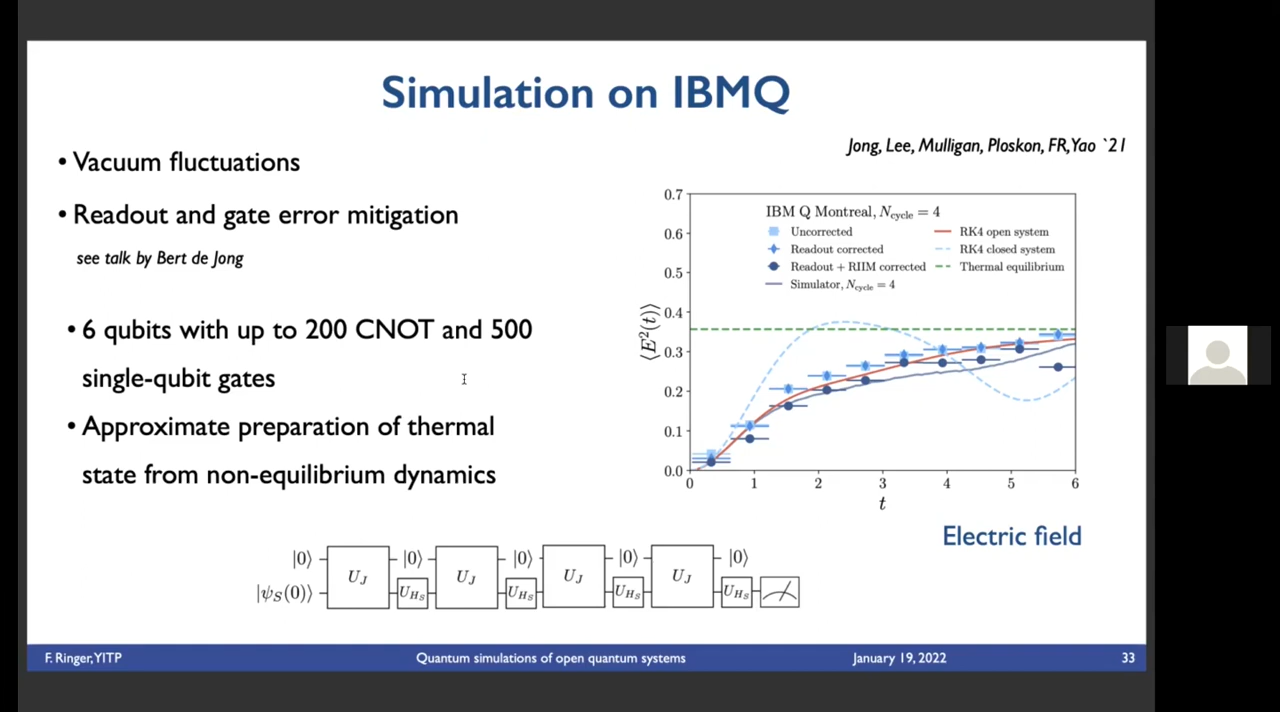 Simulation on IBMQ
Jong, Lee, Mulligan, Ploskon, FR,Yao `21
• Vacuum fluctuations
• Readout and gate error mitigation
see talk by Bert de Jong
• 6 qubits with up to 200 CNOT and 500
single-qubit gates
• Approximate preparation of thermal
state from non-equilibrium dynamics
IBM Q Montreal, N_cycle = 4
Uncorrected
Readout corrected
Readout + RIIM corrected
Simulator, N_cycle = 4
RK4 open system
RK4 closed system
Thermal equilibrium
⟨E²(t)⟩
0.7
0.6
0.5
0.4
0.3
0.2
0.1
0.0
0 1 2 3 4 5 6
t
Electric field
|0⟩ |0⟩ |0⟩ |0⟩ |0⟩
U_J U_J U_J U_J
|ψ_S(0)⟩ U_{H_S} U_{H_S} U_{H_S} U_{H_S}
F. Ringer, YITP
Quantum simulations of open quantum systems
January 19, 2022
33